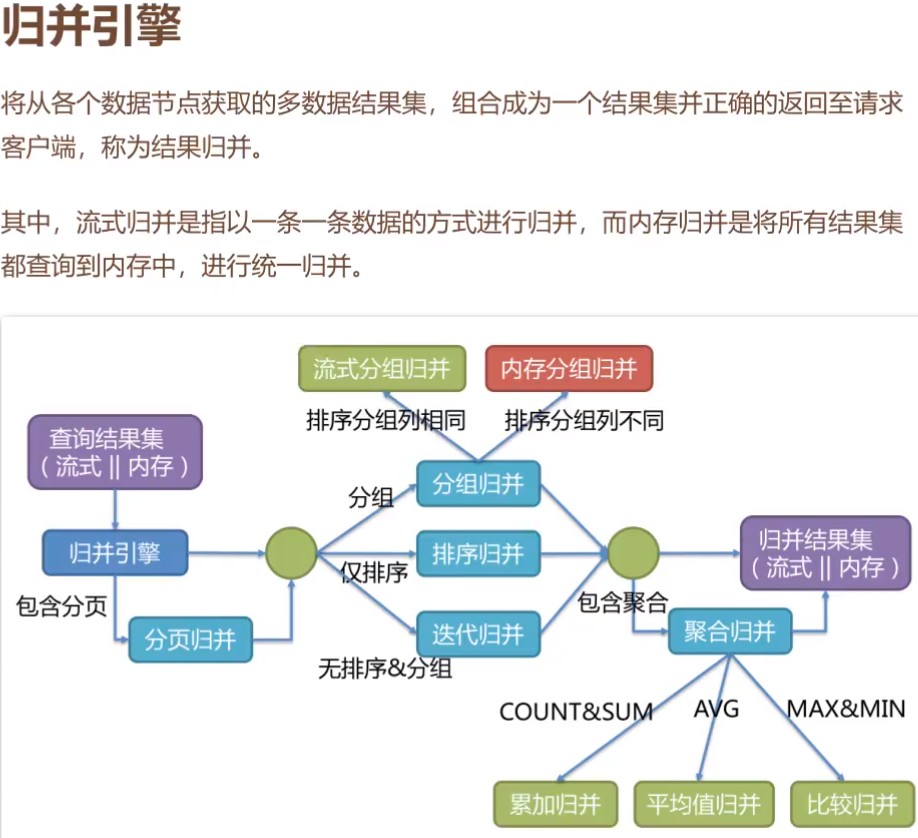 归并引擎
将从各个数据节点获取的多数据结果集，组合成为一个结果集并正确的返回至请求
客户端，称为结果归并。
其中，流式归并是指以一条一条数据的方式进行归并，而内存归并是将所有结果集
都查询到内存中，进行统一归并。
流式分组归并
内存分组归并
排序分组列相同
排序分组列不同
查询结果集
（流式 || 内存）
分组
分组归并
归并引擎
仅排序
排序归并
归并结果集
（流式 || 内存）
包含分页
包含聚合
分页归并
迭代归并
聚合归并
无排序&分组
COUNT&SUM
AVG
MAX&MIN
累加归并
平均值归并
比较归并